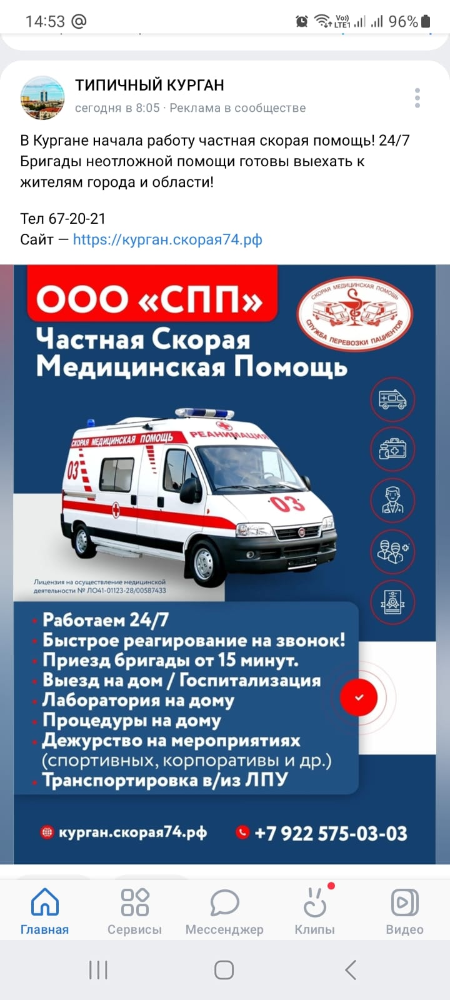 14:53 @
Vo)) LTE1 96%
ТИПИЧНЫЙ КУРГАН
сегодня в 8:05 · Реклама в сообществе
В Кургане начала работу частная скорая помощь! 24/7
Бригады неотложной помощи готовы выехать к
жителям города и области!
Тел 67-20-21
Сайт — https://курган.скорая74.рф
ООО «СПП»
СКОРАЯ МЕДИЦИНСКАЯ ПОМОЩЬ
СЛУЖБА ПЕРЕВОЗКИ ПАЦИЕНТОВ
Частная Скорая
Медицинская Помощь
СКОРАЯ МЕДИЦИНСКАЯ ПОМОЩЬ
РЕАНИМАЦИЯ
03
03
Лицензия на осуществление медицинской
деятельности № ЛО41-01123-28/00587433
Работаем 24/7
Быстрое реагирование на звонок!
Приезд бригады от 15 минут.
Выезд на дом / Госпитализация
Лаборатория на дому
Процедуры на дому
Дежурство на мероприятиях
(спортивных, корпоративы и др.)
Транспортировка в/из ЛПУ
курган.скорая74.рф
+7 922 575-03-03
Главная
Сервисы
Мессенджер
Клипы
Видео